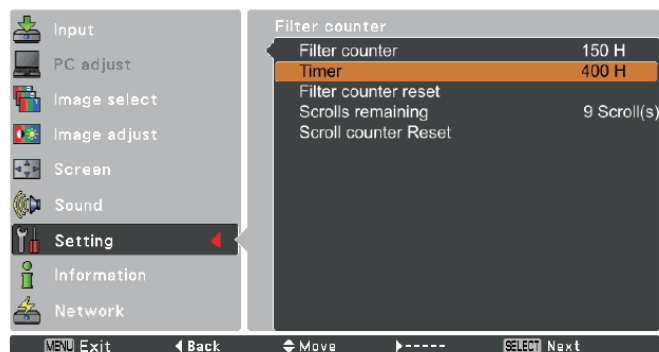 Input
PC adjust
Image select
Image adjust
Screen
Sound
Setting
Information
Network
Filter counter
Filter counter 150 H
Timer 400 H
Filter counter reset
Scrolls remaining 9 Scroll(s)
Scroll counter Reset
MENU Exit Back Move ----- SELECT Next